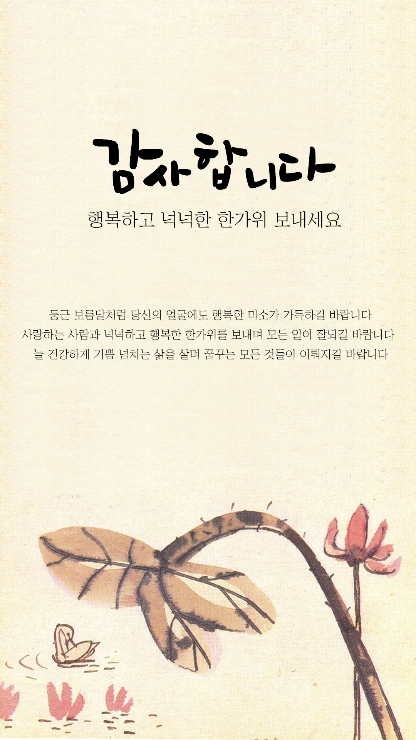 감사합니다
행복하고 넉넉한 한가위 보내세요
둥근 보름달처럼 당신의 얼굴에도 행복한 미소가 가득하길 바랍니다
사랑하는 사람과 넉넉하고 행복한 한가위를 보내며 모든 일이 잘되길 바랍니다
늘 건강하게 기쁨 넘치는 삶을 살며 꿈꾸는 모든 것들이 이뤄지길 바랍니다